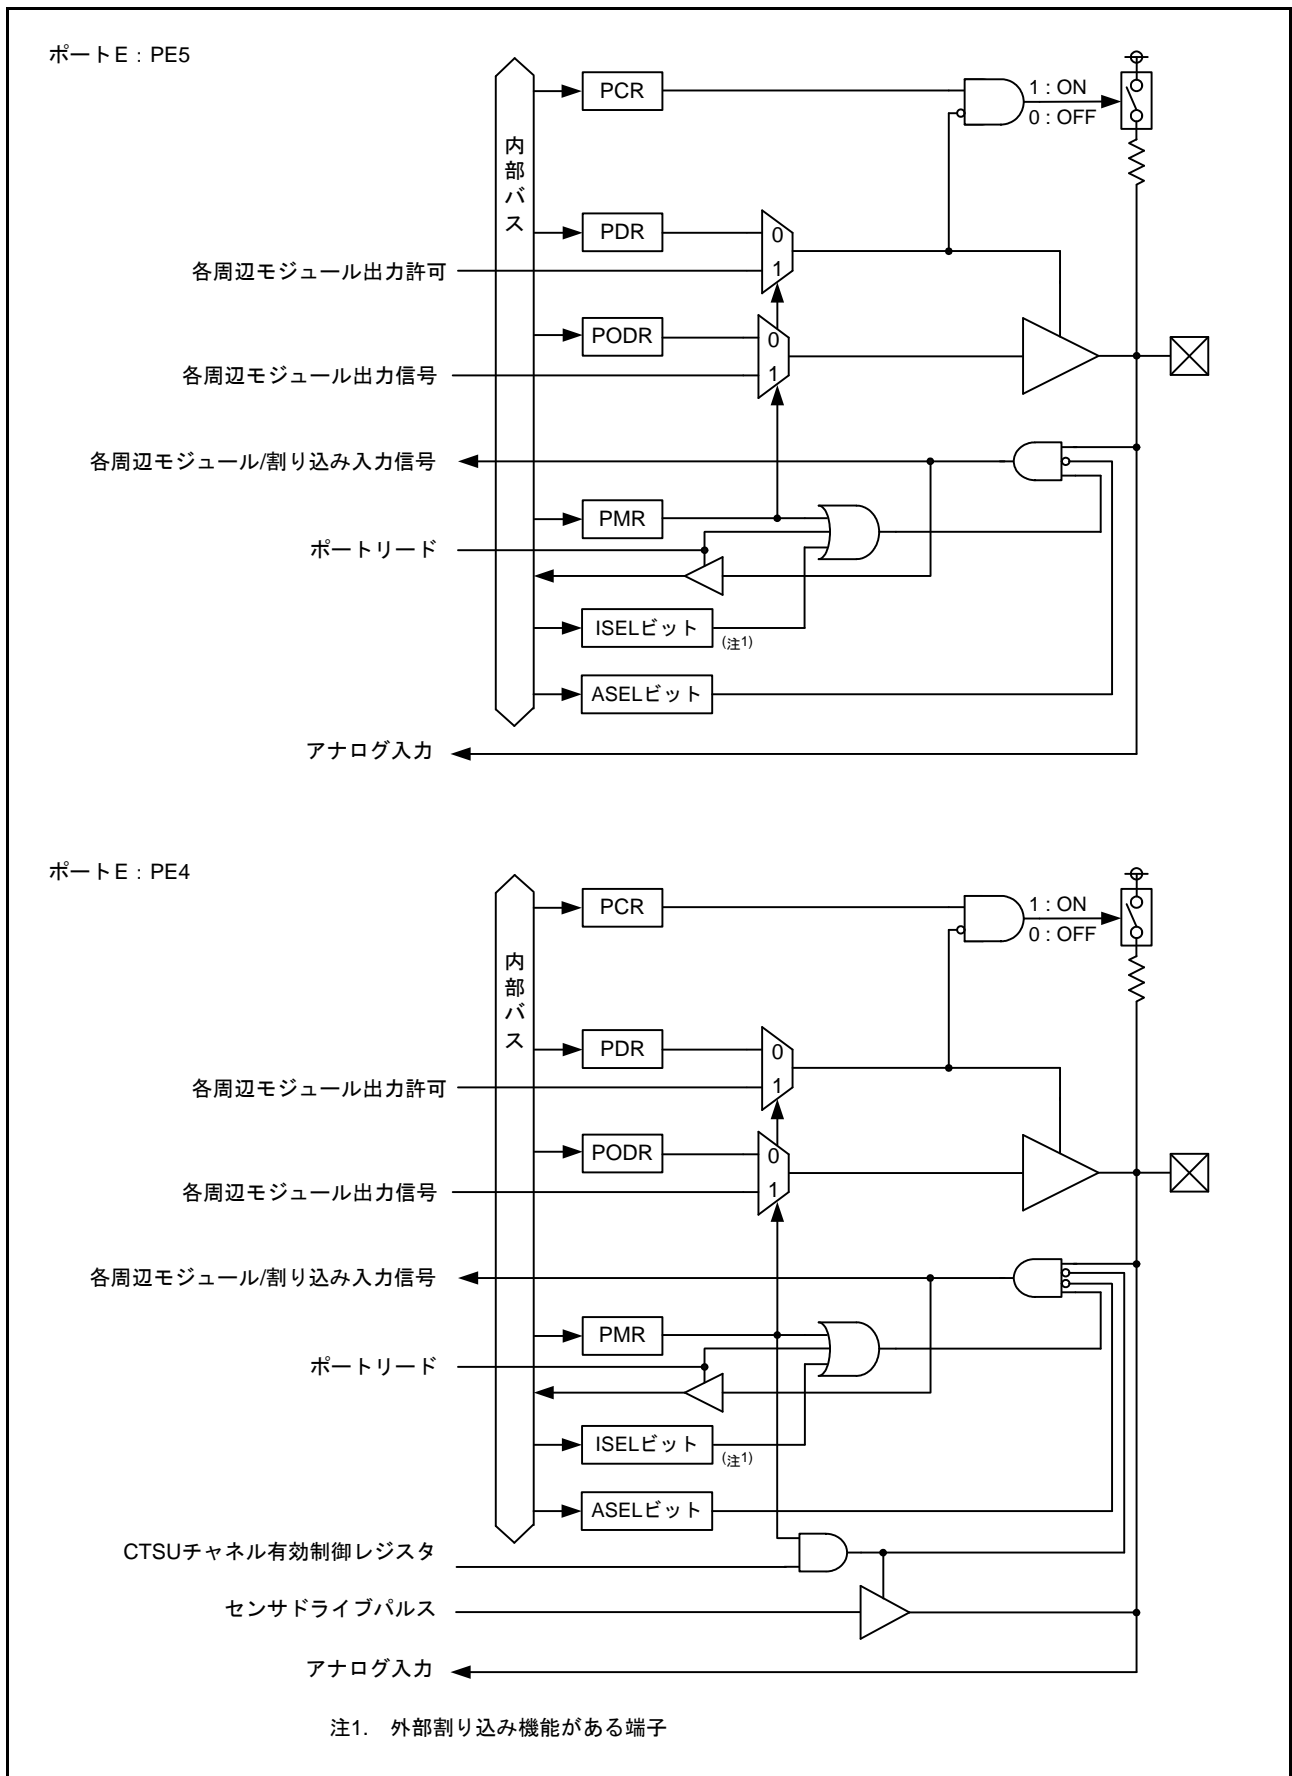 ポートE：PE5
PCR
1 : ON
0 : OFF
内部バス
PDR
0
各周辺モジュール出力許可
1
PODR
0
各周辺モジュール出力信号
1
各周辺モジュール/割り込み入力信号
PMR
ポートリード
ISELビット
(注1)
ASELビット
アナログ入力
ポートE：PE4
PCR
1 : ON
0 : OFF
内部バス
PDR
0
各周辺モジュール出力許可
1
PODR
0
各周辺モジュール出力信号
1
各周辺モジュール/割り込み入力信号
PMR
ポートリード
ISELビット
(注1)
ASELビット
CTSUチャネル有効制御レジスタ
センサドライブパルス
アナログ入力
注1.　外部割り込み機能がある端子